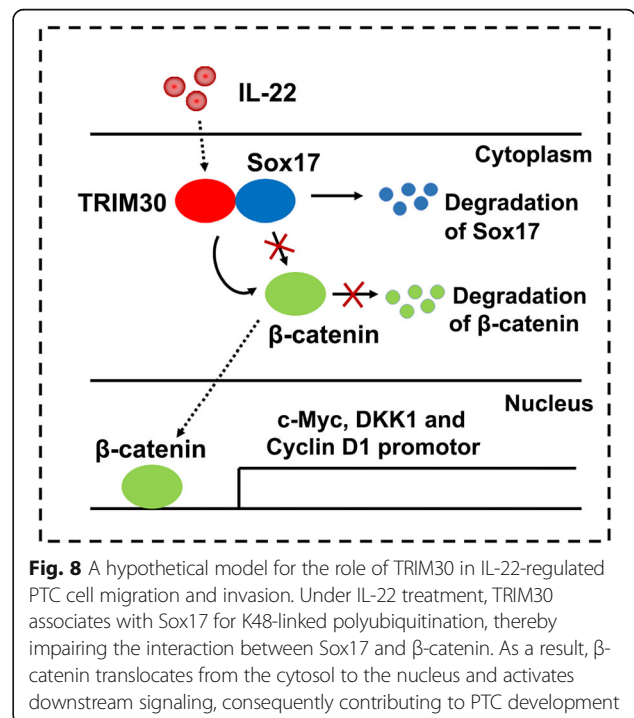 IL-22
Cytoplasm
Sox17
TRIM30
Degradation
of Sox17
Degradation
of β-catenin
β-catenin
Nucleus
c-Myc, DKK1 and
Cyclin D1 promotor
β-catenin
Fig. 8 A hypothetical model for the role of TRIM30 in IL-22-regulated
PTC cell migration and invasion. Under IL-22 treatment, TRIM30
associates with Sox17 for K48-linked polyubiquitination, thereby
impairing the interaction between Sox17 and β-catenin. As a result, β-
catenin translocates from the cytosol to the nucleus and activates
downstream signaling, consequently contributing to PTC development